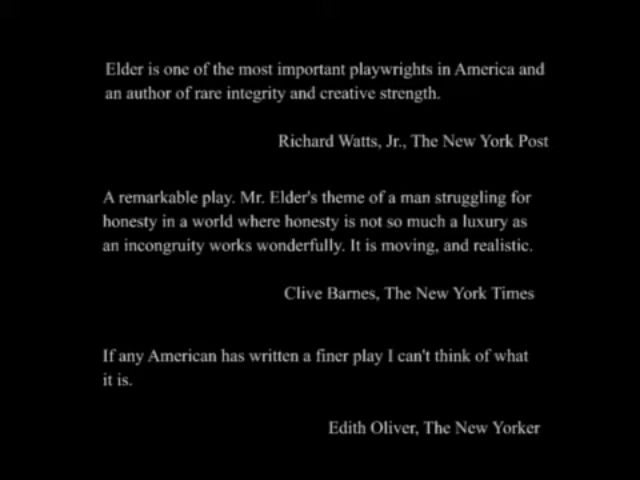 Elder is one of the most important playwrights in America and
an author of rare integrity and creative strength.
Richard Watts, Jr., The New York Post
A remarkable play. Mr. Elder's theme of a man struggling for
honesty in a world where honesty is not so much a luxury as
an incongruity works wonderfully. It is moving, and realistic.
Clive Barnes, The New York Times
If any American has written a finer play I can't think of what
it is.
Edith Oliver, The New Yorker